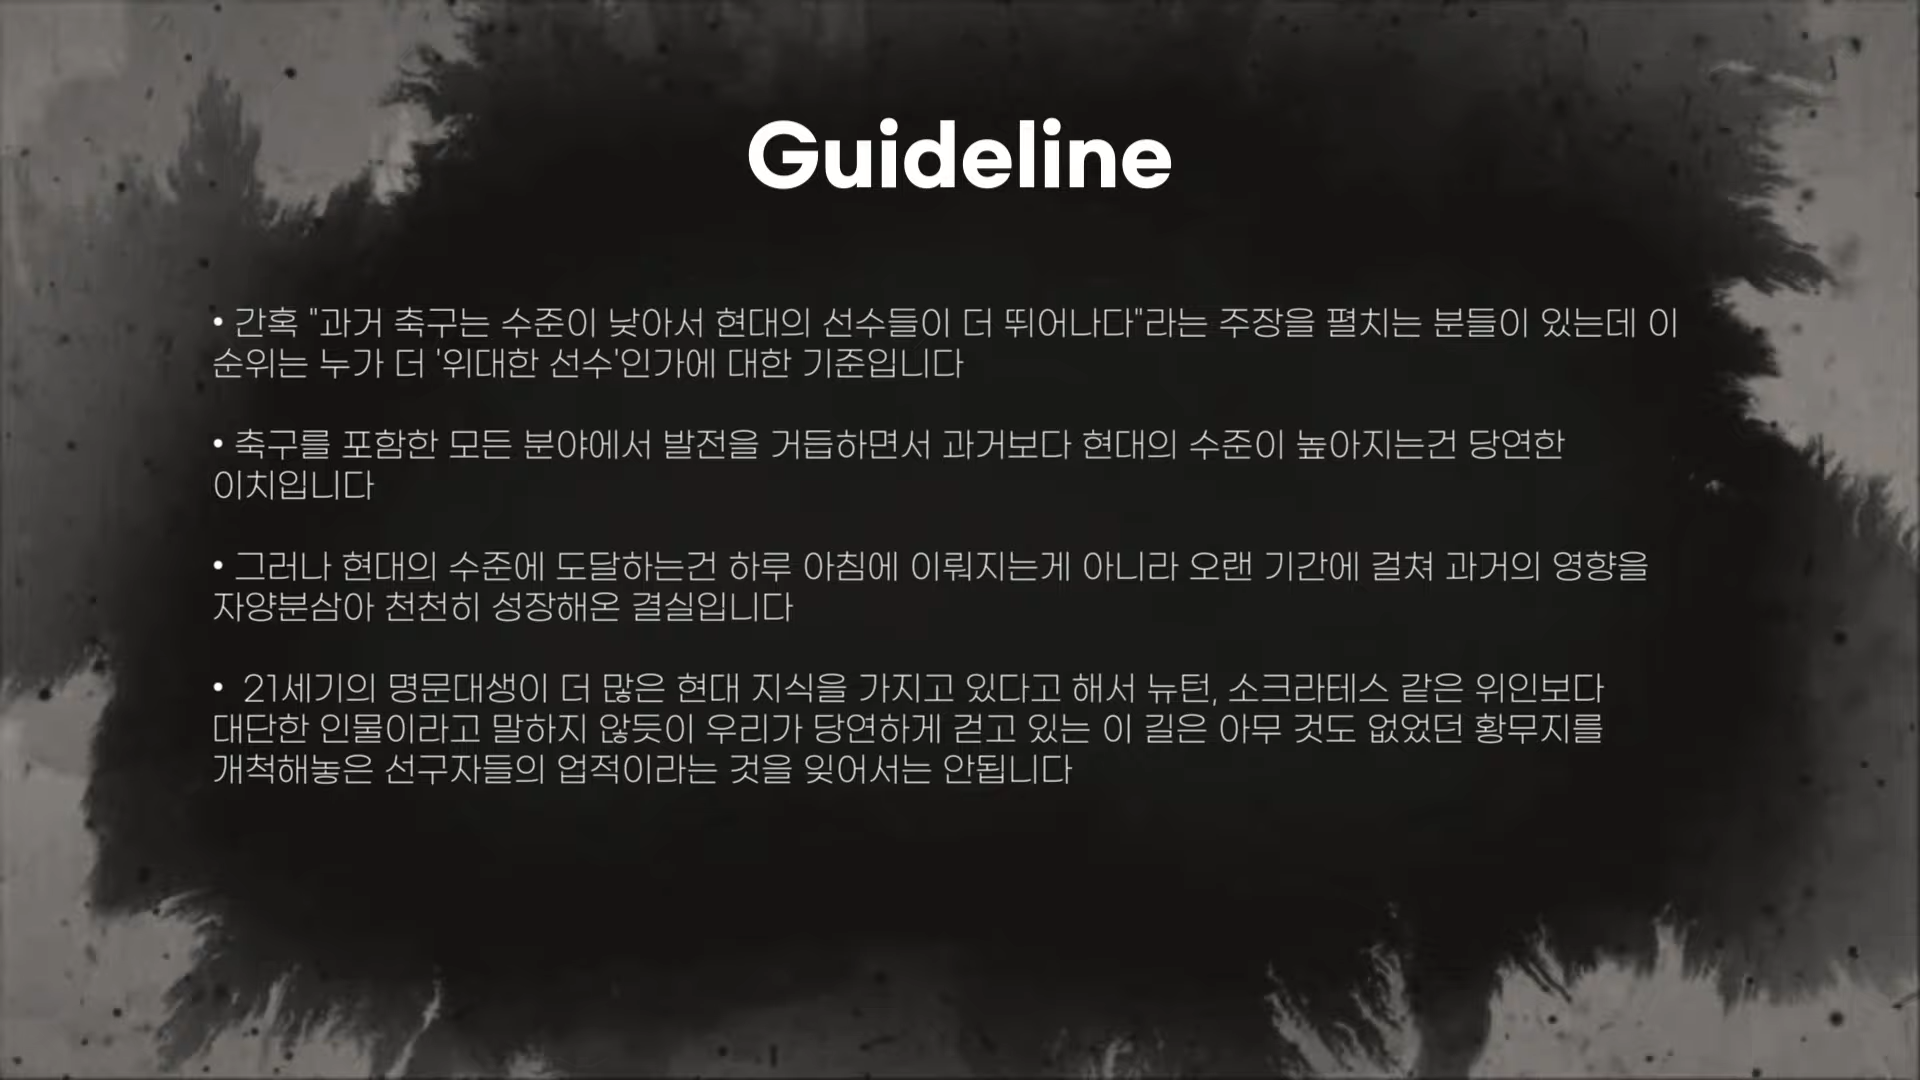 Guideline
• 간혹 "과거 축구는 수준이 낮아서 현대의 선수들이 더 뛰어나다"라는 주장을 펼치는 분들이 있는데 이
순위는 누가 더 '위대한 선수'인가에 대한 기준입니다
• 축구를 포함한 모든 분야에서 발전을 거듭하면서 과거보다 현대의 수준이 높아지는건 당연한
이치입니다
• 그러나 현대의 수준에 도달하는건 하루 아침에 이뤄지는게 아니라 오랜 기간에 걸쳐 과거의 영향을
자양분삼아 천천히 성장해온 결실입니다
• 21세기의 명문대생이 더 많은 현대 지식을 가지고 있다고 해서 뉴턴, 소크라테스 같은 위인보다
대단한 인물이라고 말하지 않듯이 우리가 당연하게 걷고 있는 이 길은 아무 것도 없었던 황무지를
개척해놓은 선구자들의 업적이라는 것을 잊어서는 안됩니다